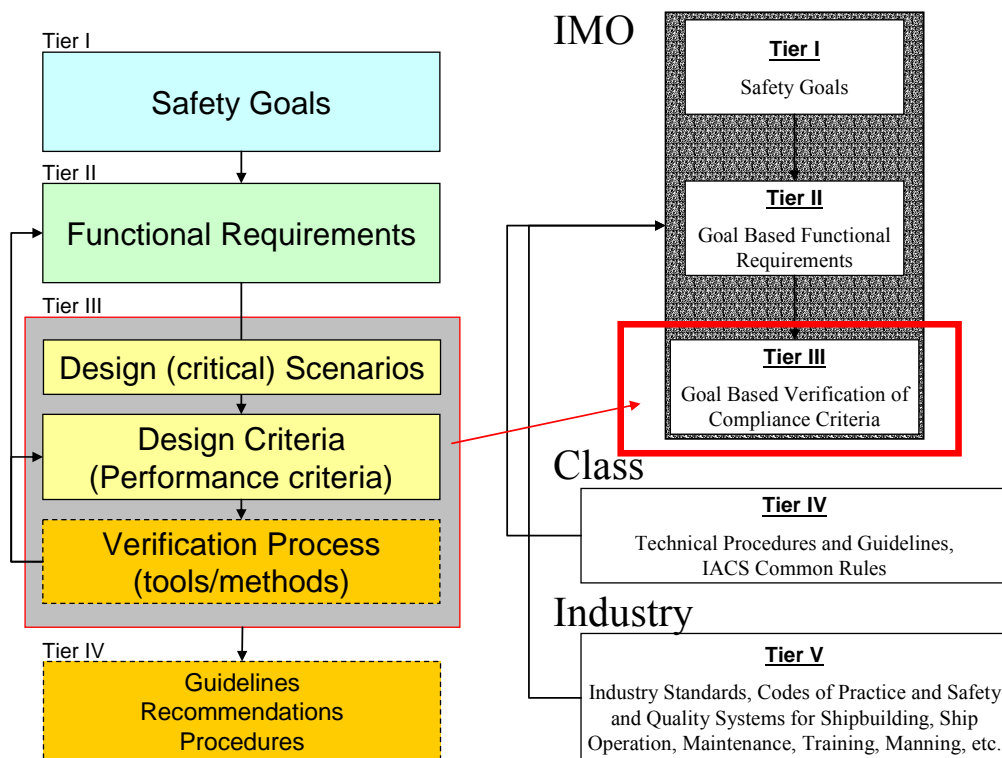 Tier I
Safety Goals
Tier II
Functional Requirements
Tier III
Design (critical) Scenarios
Design Criteria
(Performance criteria)
Verification Process
(tools/methods)
Tier IV
Guidelines
Recommendations
Procedures
IMO
Tier I
Safety Goals
Tier II
Goal Based Functional
Requirements
Tier III
Goal Based Verification of
Compliance Criteria
Class
Tier IV
Technical Procedures and Guidelines,
IACS Common Rules
Industry
Tier V
Industry Standards, Codes of Practice and Safety
and Quality Systems for Shipbuilding, Ship
Operation, Maintenance, Training, Manning, etc.